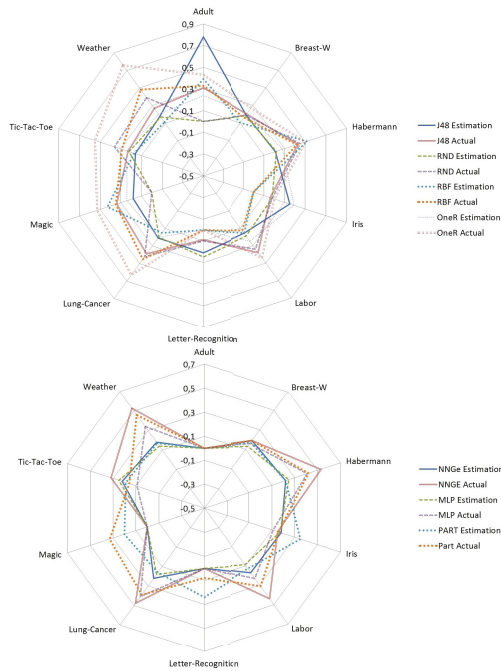 Adult
0,9
0,7
0,5
0,3
0,1
-0,1
-0,3
-0,5
Breast-W
Habermann
Iris
Labor
Letter-Recognition
Lung-Cancer
Magic
Tic-Tac-Toe
Weather
J48 Estimation
J48 Actual
RND Estimation
RND Actual
RBF Estimation
RBF Actual
OneR Estimation
OneR Actual
Adult
0,7
0,5
0,3
0,1
-0,1
-0,3
-0,5
Breast-W
Habermann
Iris
Labor
Letter-Recognition
Lung-Cancer
Magic
Tic-Tac-Toe
Weather
NNGe Estimation
NNGE Actual
MLP Estimation
MLP Actual
PART Estimation
Part Actual